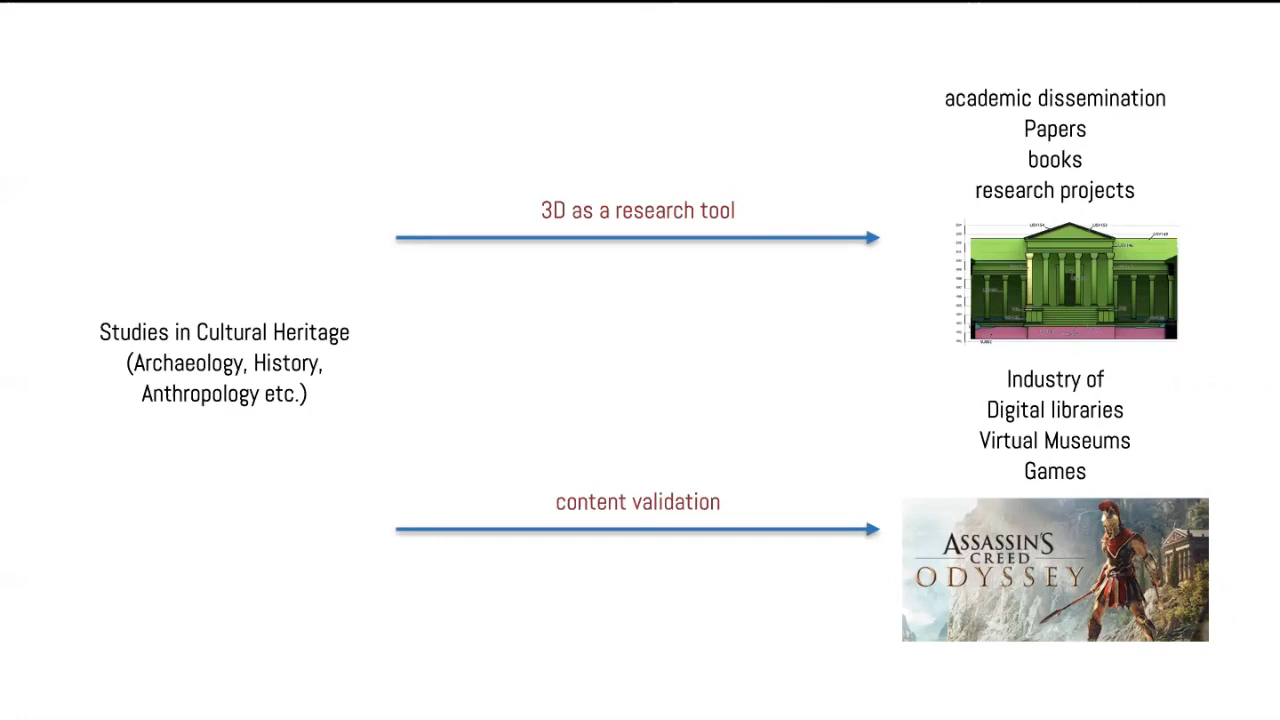 academic dissemination
Papers
books
research projects
3D as a research tool
Studies in Cultural Heritage
(Archaeology, History,
Anthropology etc.)
Industry of
Digital libraries
Virtual Museums
Games
content validation
ASSASSIN'S
CREED
ODYSSEY